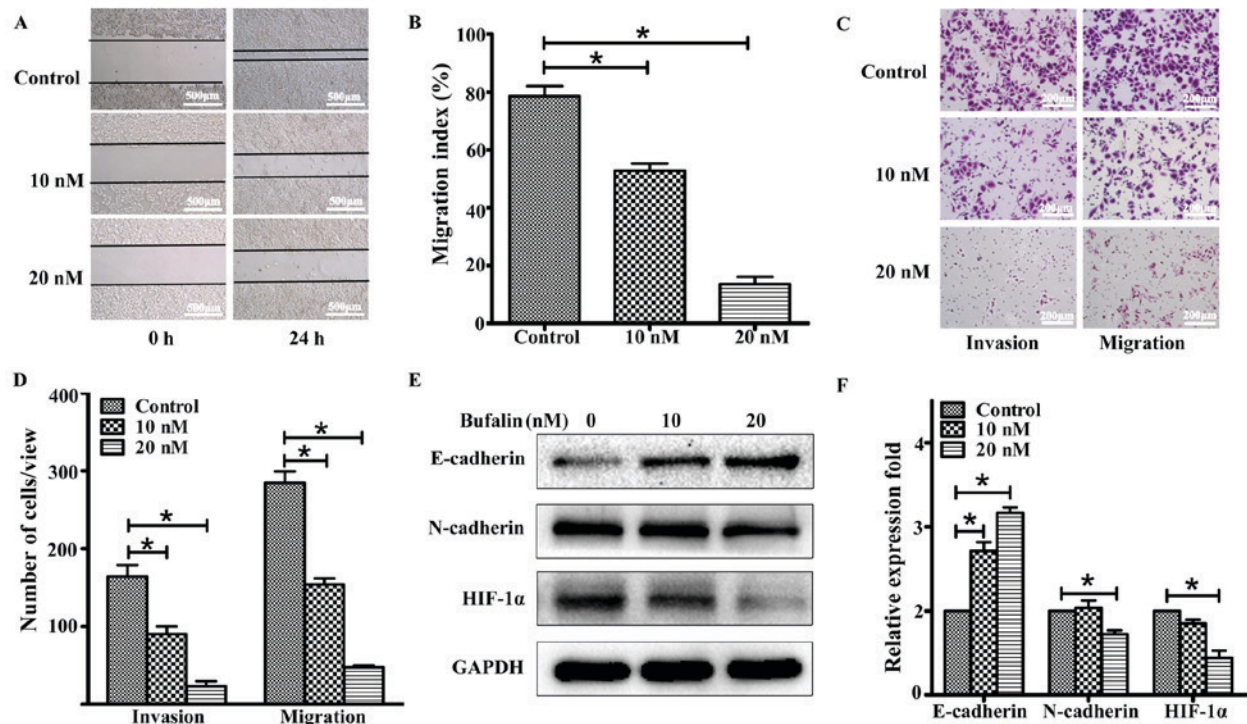 A
Control
500μm
500μm
10 nM
500μm
500μm
20 nM
500μm
500μm
0 h
24 h
B
Migration index (%)
100
80
60
40
20
0
*
*
Control
10 nM
20 nM
C
Control
200μm
200μm
10 nM
200μm
200μm
20 nM
200μm
200μm
Invasion
Migration
D
Number of cells/view
400
300
200
100
Control
10 nM
20 nM
*
*
*
*
Invasion
Migration
E
Bufalin (nM)
0
10
20
E-cadherin
N-cadherin
HIF-1α
GAPDH
F
Relative expression fold
4
3
2
2
0
Control
10 nM
20 nM
*
*
*
*
E-cadherin
N-cadherin
HIF-1α